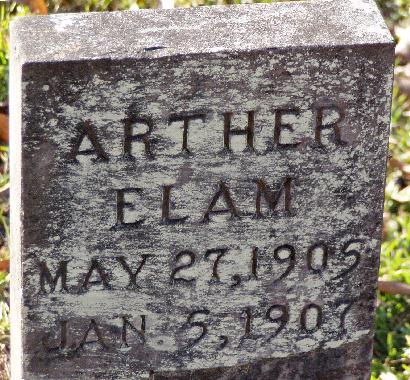 ARTHER
ELAM
MAY 27, 1905
JAN. 5, 1907